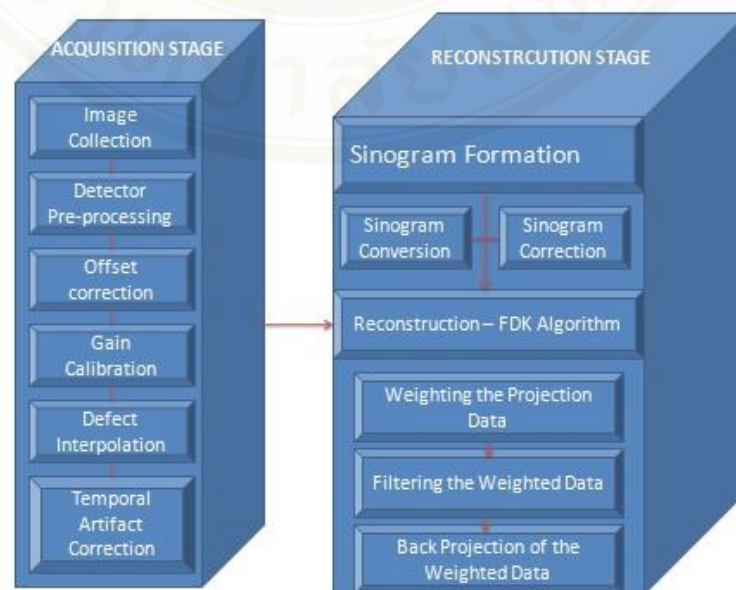 ACQUISITION STAGE
Image
Collection
Detector
Pre-processing
Offset
correction
Gain
Calibration
Defect
Interpolation
Temporal
Artifact
Correction
RECONSTRCUTION STAGE
Sinogram Formation
Sinogram
Conversion
Sinogram
Correction
Reconstruction – FDK Algorithm
Weighting the Projection
Data
Filtering the Weighted Data
Back Projection of the
Weighted Data